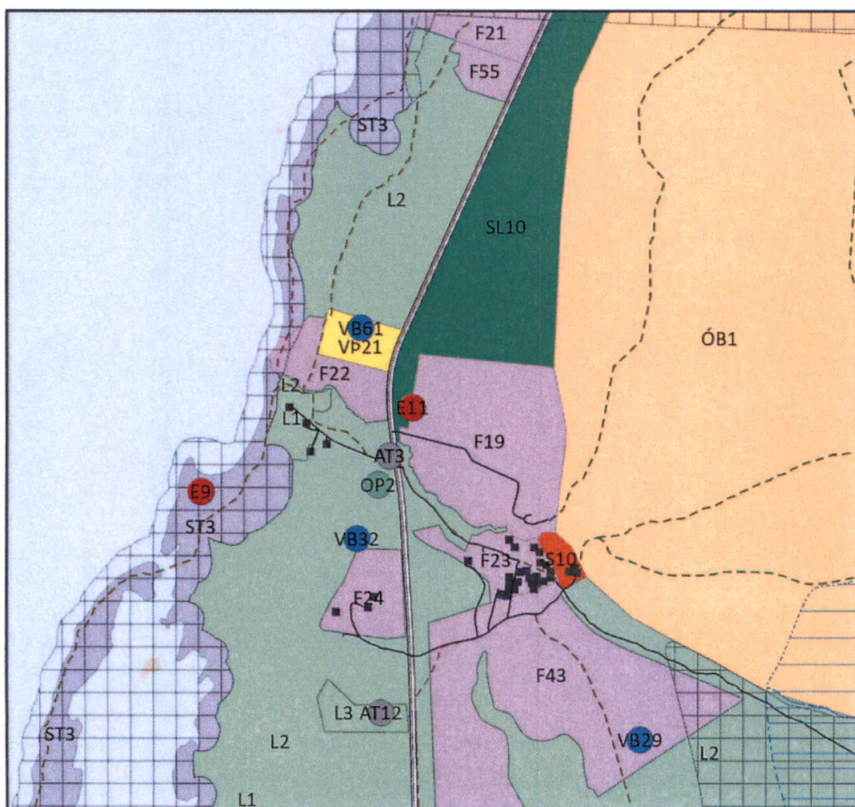 F21
F55
ST3
L2
SL10
ÓB1
VB61
VÞ21
F22
L2
L1
E11
F19
AT3
OP2
E9
ST3
VB32
F23
S10
F24
F43
L3 AT12
ST3
L2
VB29
L2
L1